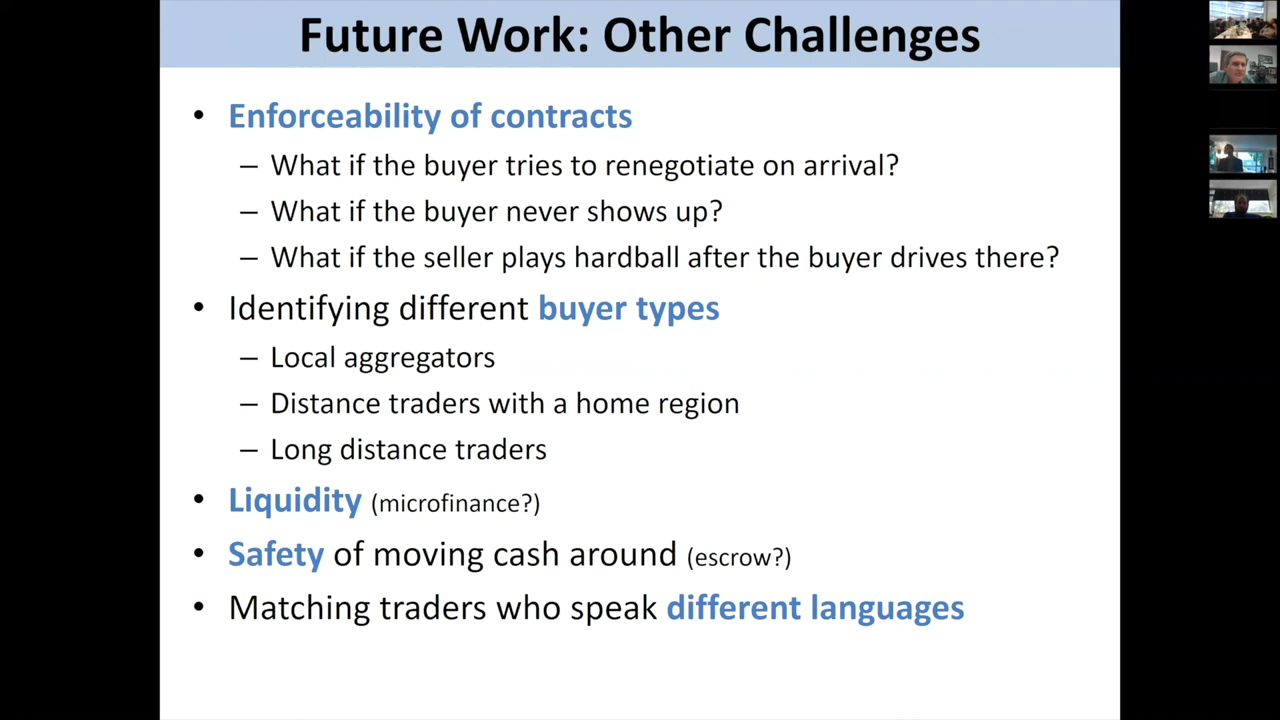 Future Work: Other Challenges
• Enforceability of contracts
– What if the buyer tries to renegotiate on arrival?
– What if the buyer never shows up?
– What if the seller plays hardball after the buyer drives there?
• Identifying different buyer types
– Local aggregators
– Distance traders with a home region
– Long distance traders
• Liquidity (microfinance?)
• Safety of moving cash around (escrow?)
• Matching traders who speak different languages